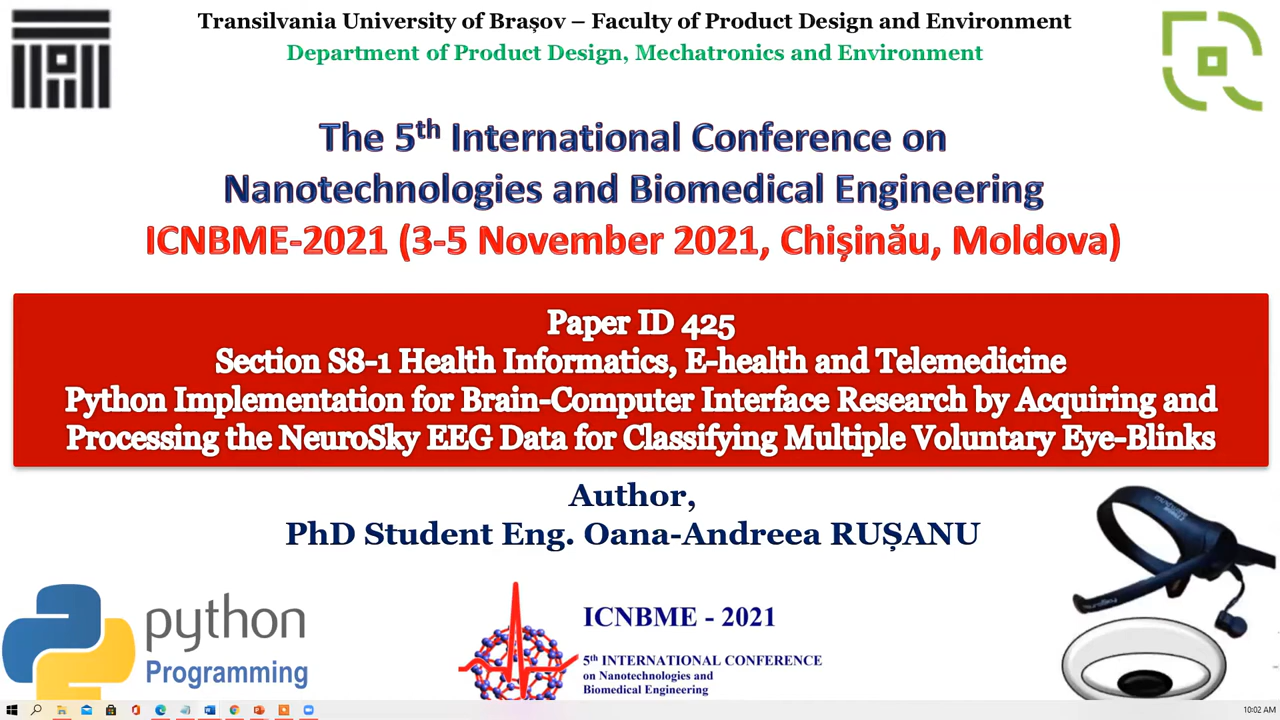 Transilvania University of Brașov – Faculty of Product Design and Environment
Department of Product Design, Mechatronics and Environment
The 5th International Conference on
Nanotechnologies and Biomedical Engineering
ICNBME-2021 (3-5 November 2021, Chișinău, Moldova)
Paper ID 425
Section S8-1 Health Informatics, E-health and Telemedicine
Python Implementation for Brain-Computer Interface Research by Acquiring and
Processing the NeuroSky EEG Data for Classifying Multiple Voluntary Eye-Blinks
Author,
PhD Student Eng. Oana-Andreea RUȘANU
python
Programming
ICNBME - 2021
5th INTERNATIONAL CONFERENCE
on Nanotechnologies and
Biomedical Engineering
10:02 AM